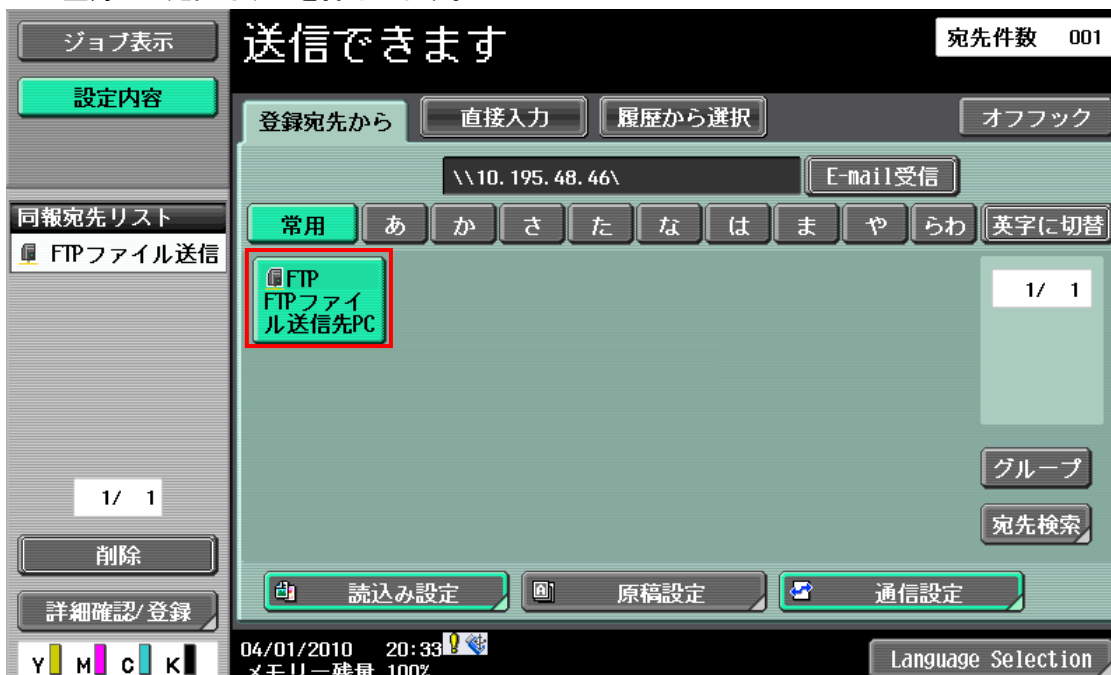 ジョブ表示
設定内容
送信できます
宛先件数 001
登録宛先から
直接入力
履歴から選択
オフフック
\\10.195.48.46\
E-mail受信
同報宛先リスト
FTPファイル送信
常用
あ
か
さ
た
な
は
ま
や
らわ
英字に切替
FTP
FTPファイ
ル送信先PC
1/ 1
グループ
宛先検索
1/ 1
削除
詳細確認/登録
読込み設定
原稿設定
通信設定
Y M C K
04/01/2010 20:33
メモリー残量 100%
Language Selection